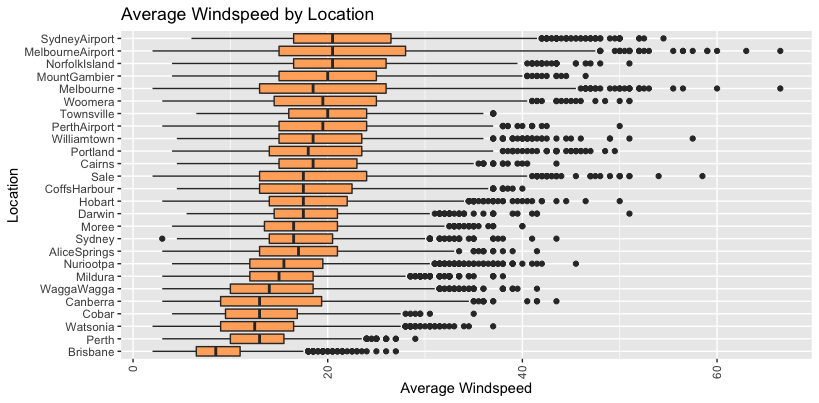 Average Windspeed by Location
SydneyAirport
MelbourneAirport
NorfolkIsland
MountGambier
Melbourne
Woomera
Townsville
PerthAirport
Williamtown
Portland
Cairns
Sale
CoffsHarbour
Hobart
Darwin
Moree
Sydney
AliceSprings
Nuriootpa
Mildura
WaggaWagga
Canberra
Cobar
Watsonia
Perth
Brisbane
Location
0
20
40
60
Average Windspeed